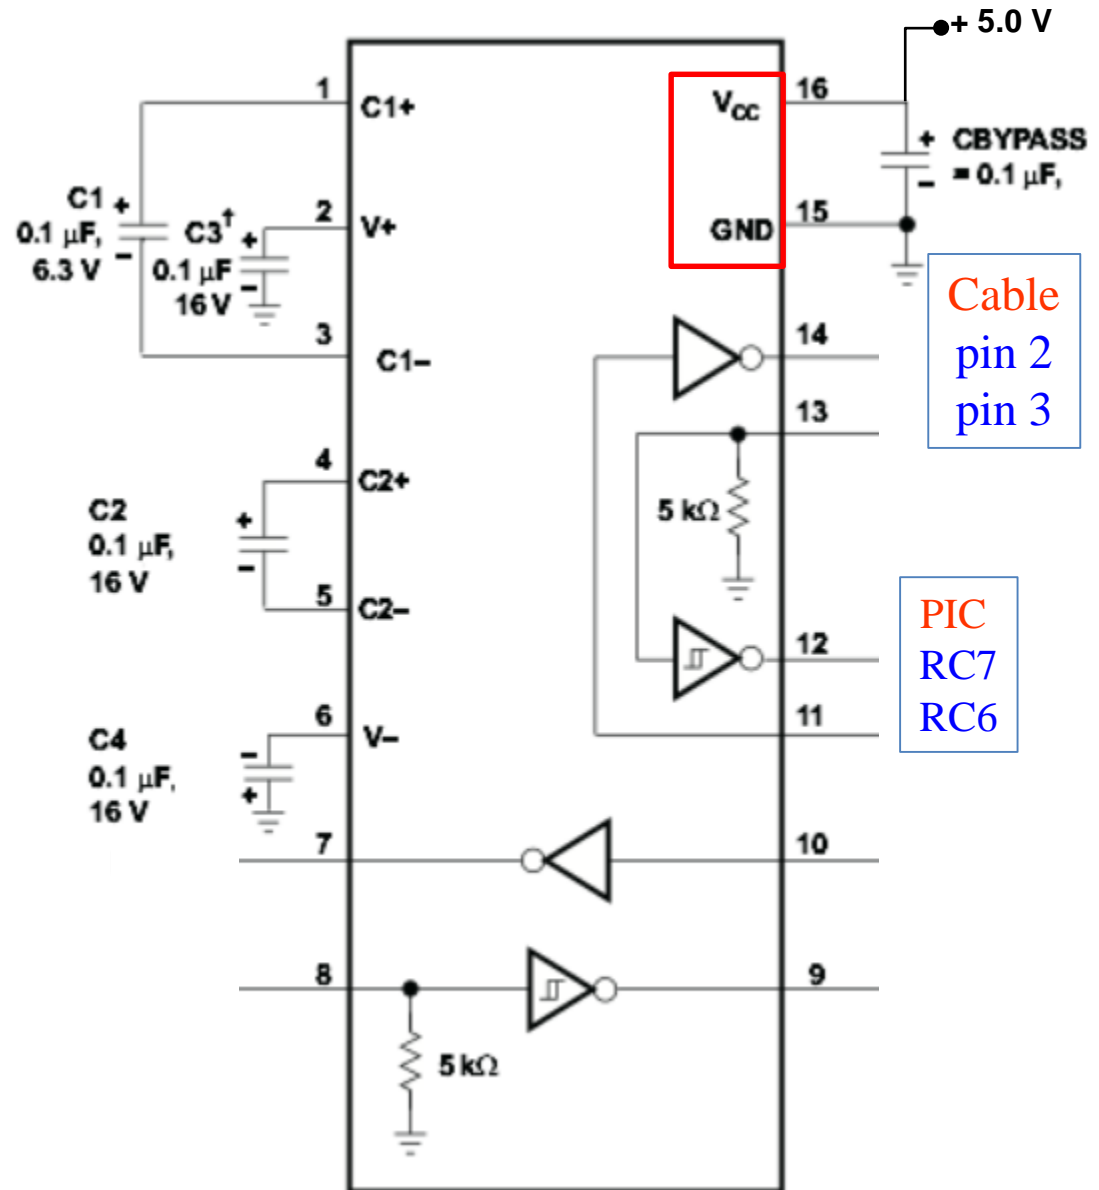 + 5.0 V
1
C1+
VCC
16
+
CBYPASS
= 0.1 µF,
−
C1
0.1 µF,
6.3 V
+
−
2
V+
C3†
0.1 µF
16 V
+
−
GND
15
Cable
pin 2
pin 3
3
C1−
14
13
4
C2+
5 kΩ
C2
0.1 µF,
16 V
+
−
5
C2−
PIC
RC7
RC6
12
6
V−
11
C4
0.1 µF,
16 V
−
+
7
10
8
9
5 kΩ